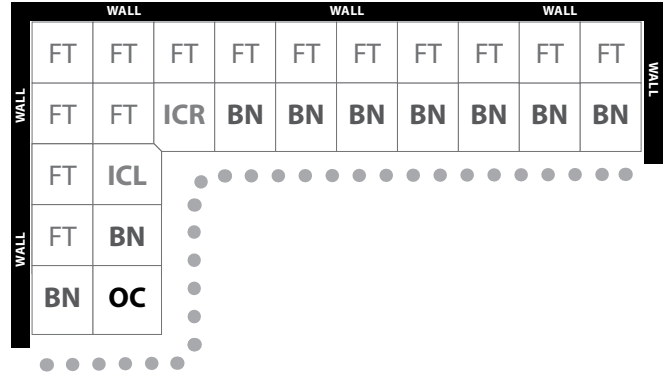 WALL WALL WALL
FT FT FT FT FT FT FT FT FT FT
WALL
WALL
FT FT ICR BN BN BN BN BN BN BN
FT ICL
FT BN
WALL
BN OC